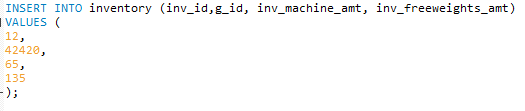 INSERT INTO inventory (inv_id,g_id, inv_machine_amt, inv_freeweights_amt)
VALUES (
12,
42420,
65,
135
);